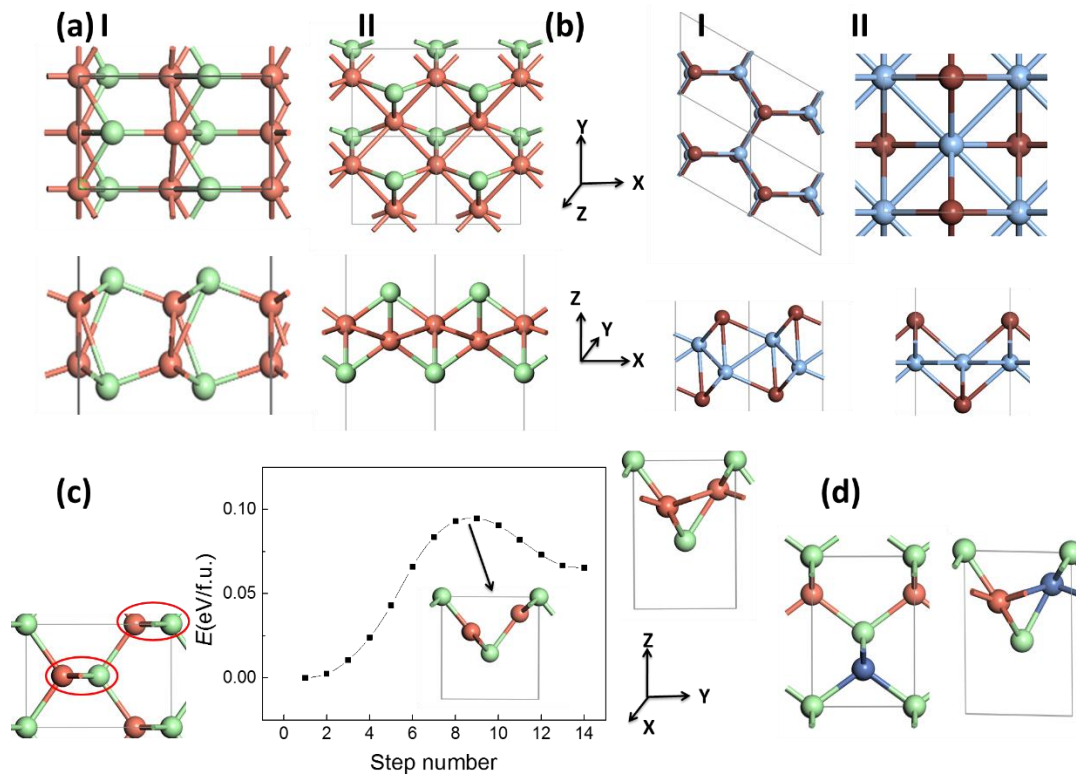 (a) I II (b) I II
Y
X
Z
Z
Y
X
(c) (d)
0.10
0.05
0.00
E(eV/f.u.)
0 2 4 6 8 10 12 14
Step number
Z
Y
X